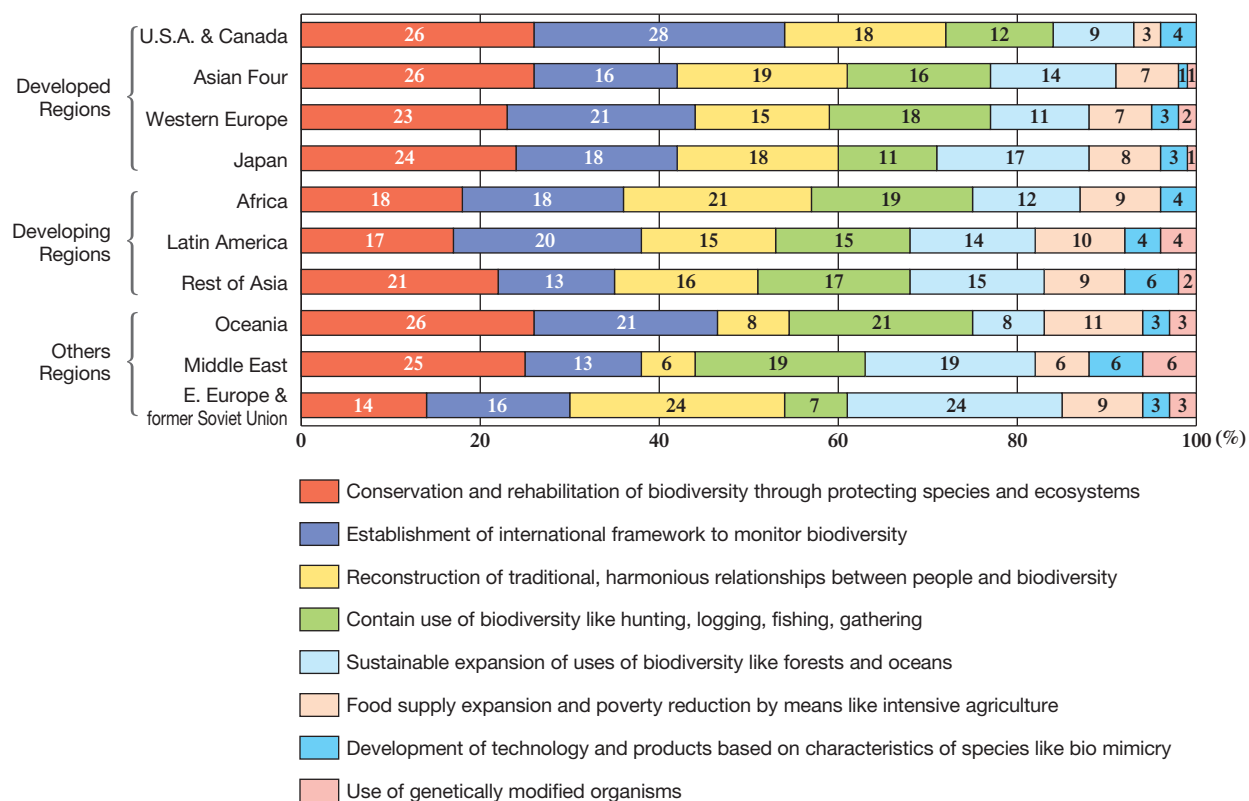 U.S.A. & Canada 26 28 18 12 9 3 4
Developed
Regions
Asian Four 26 16 19 16 14 7 1 1
Western Europe 23 21 15 18 11 7 3 2
Japan 24 18 18 11 17 8 3 1
Developing
Regions
Africa 18 18 21 19 12 9 4
Latin America 17 20 15 15 14 10 4 4
Rest of Asia 21 13 16 17 15 9 6 2
Others
Regions
Oceania 26 21 8 21 8 11 3 3
Middle East 25 13 6 19 19 6 6 6
E. Europe &
former Soviet Union 14 16 24 7 24 9 3 3
0 20 40 60 80 100 (%)
Conservation and rehabilitation of biodiversity through protecting species and ecosystems
Establishment of international framework to monitor biodiversity
Reconstruction of traditional, harmonious relationships between people and biodiversity
Contain use of biodiversity like hunting, logging, fishing, gathering
Sustainable expansion of uses of biodiversity like forests and oceans
Food supply expansion and poverty reduction by means like intensive agriculture
Development of technology and products based on characteristics of species like bio mimicry
Use of genetically modified organisms